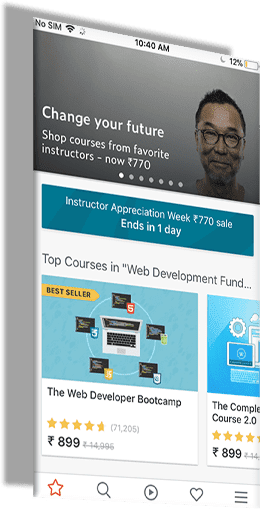 No SIM
10:40 AM
12%
Change your future
Shop courses from favorite
instructors - now ₹770
Instructor Appreciation Week ₹770 sale
Ends in 1 day
Top Courses in "Web Development Fund...
BEST SELLER
The Web Developer Bootcamp
(71,205)
₹ 899 ₹ 14,995
The Comple
Course 2.0
₹ 899 ₹ 14,